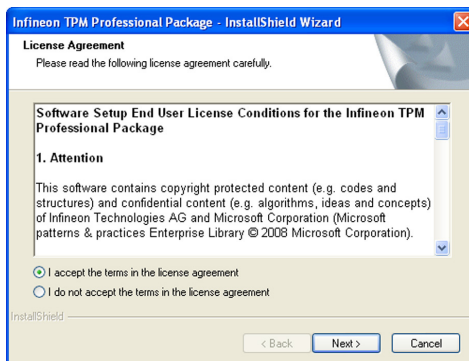 Infineon TPM Professional Package - InstallShield Wizard
License Agreement
Please read the following license agreement carefully.
Software Setup End User License Conditions for the Infineon TPM
Professional Package
1. Attention
This software contains copyright protected content (e.g. codes and
structures) and confidential content (e.g. algorithms, ideas and concepts)
of Infineon Technologies AG and Microsoft Corporation (Microsoft
patterns & practices Enterprise Library © 2008 Microsoft Corporation).
I accept the terms in the license agreement
I do not accept the terms in the license agreement
InstallShield
< Back Next > Cancel